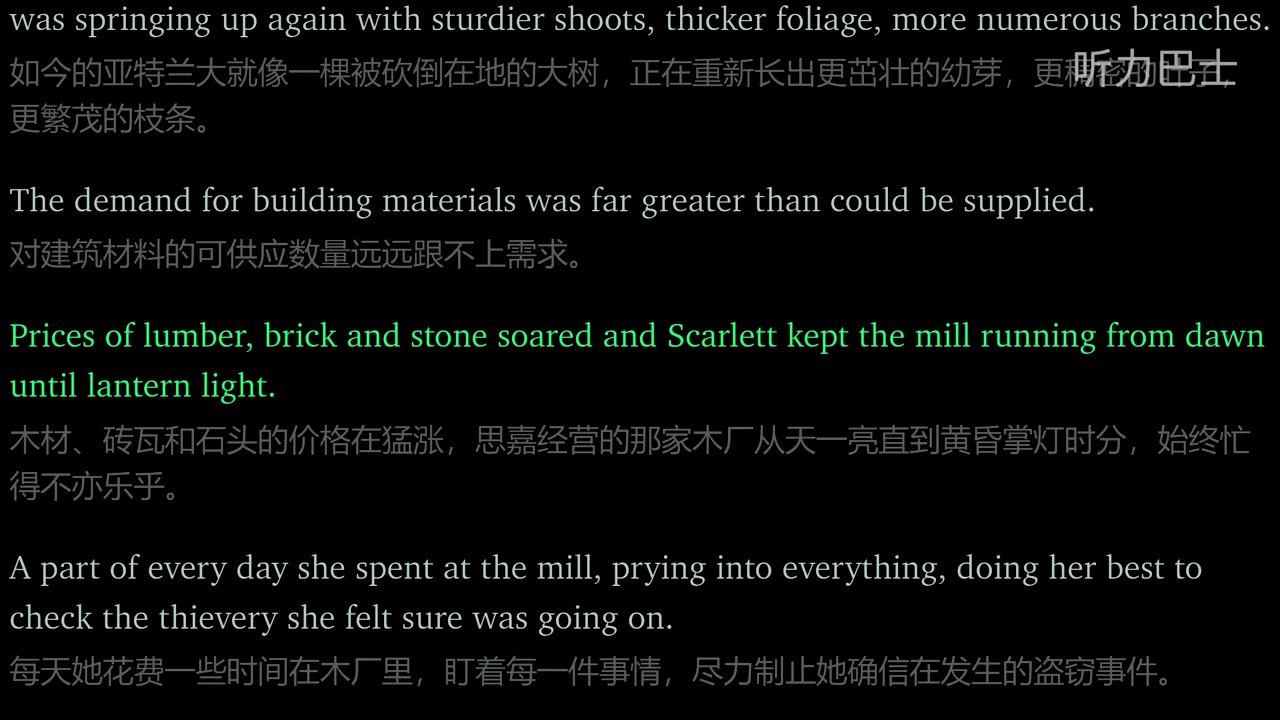 was springing up again with sturdier shoots, thicker foliage, more numerous branches.
如今的亚特兰大就像一棵被砍倒在地的大树，正在重新长出更茁壮的幼芽，更稠密的叶子，
听力巴士
更繁茂的枝条。
The demand for building materials was far greater than could be supplied.
对建筑材料的可供应数量远远跟不上需求。
Prices of lumber, brick and stone soared and Scarlett kept the mill running from dawn
until lantern light.
木材、砖瓦和石头的价格在猛涨，思嘉经营的那家木厂从天一亮直到黄昏掌灯时分，始终忙
得不亦乐乎。
A part of every day she spent at the mill, prying into everything, doing her best to
check the thievery she felt sure was going on.
每天她花费一些时间在木厂里，盯着每一件事情，尽力制止她确信在发生的盗窃事件。